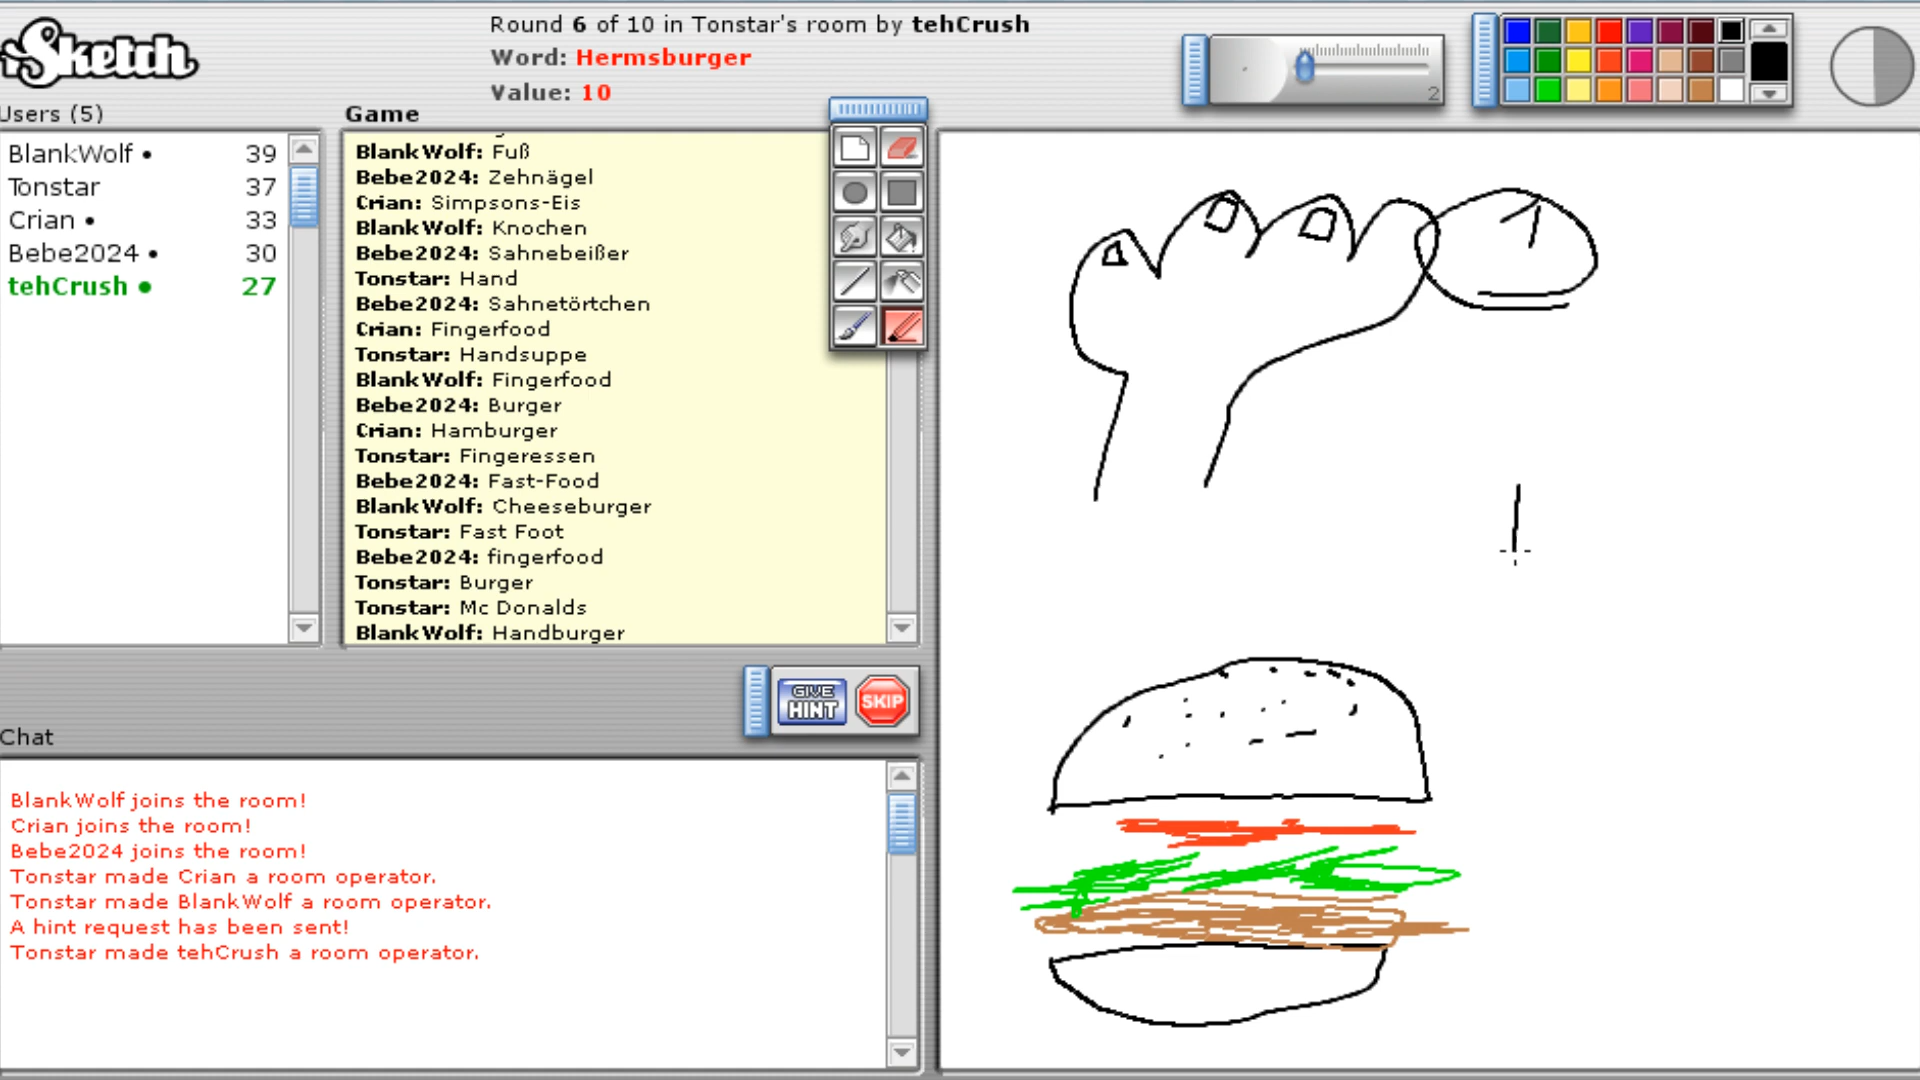 iSketch
Round 6 of 10 in Tonstar's room by tehCrush
Word: Hermsburger
Value: 10
2
Users (5)
BlankWolf • 39
Tonstar 37
Crian • 33
Bebe2024 • 30
tehCrush • 27
Game
BlankWolf: Fuß
Bebe2024: Zehnägel
Crian: Simpsons-Eis
BlankWolf: Knochen
Bebe2024: Sahnebeißer
Tonstar: Hand
Bebe2024: Sahnetörtchen
Crian: Fingerfood
Tonstar: Handsuppe
BlankWolf: Fingerfood
Bebe2024: Burger
Crian: Hamburger
Tonstar: Fingeressen
Bebe2024: Fast-Food
BlankWolf: Cheeseburger
Tonstar: Fast Foot
Bebe2024: fingerfood
Tonstar: Burger
Tonstar: Mc Donalds
BlankWolf: Handburger
GIVE
HINT
SKIP
Chat
BlankWolf joins the room!
Crian joins the room!
Bebe2024 joins the room!
Tonstar made Crian a room operator.
Tonstar made BlankWolf a room operator.
A hint request has been sent!
Tonstar made tehCrush a room operator.